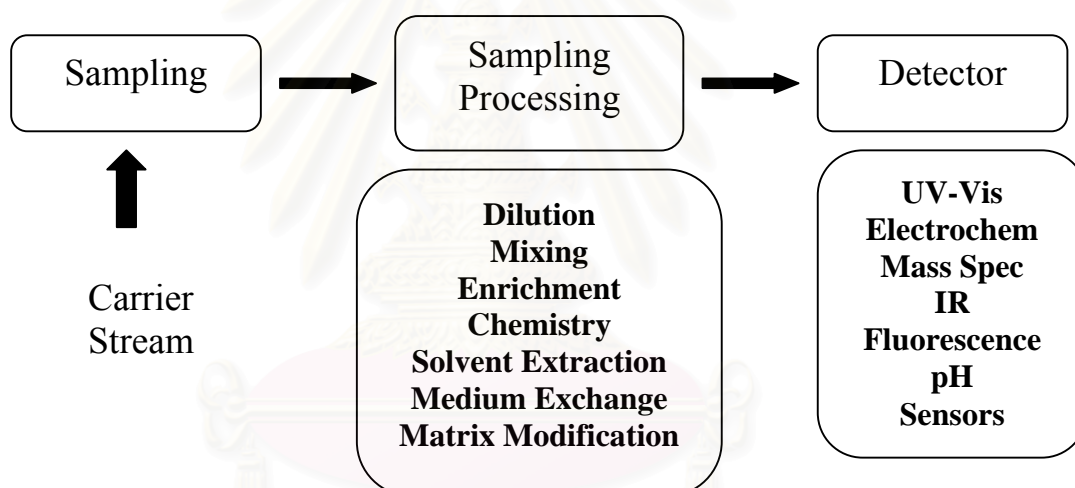 Sampling
Sampling
Processing
Detector
Carrier
Stream
Dilution
Mixing
Enrichment
Chemistry
Solvent Extraction
Medium Exchange
Matrix Modification
UV-Vis
Electrochem
Mass Spec
IR
Fluorescence
pH
Sensors